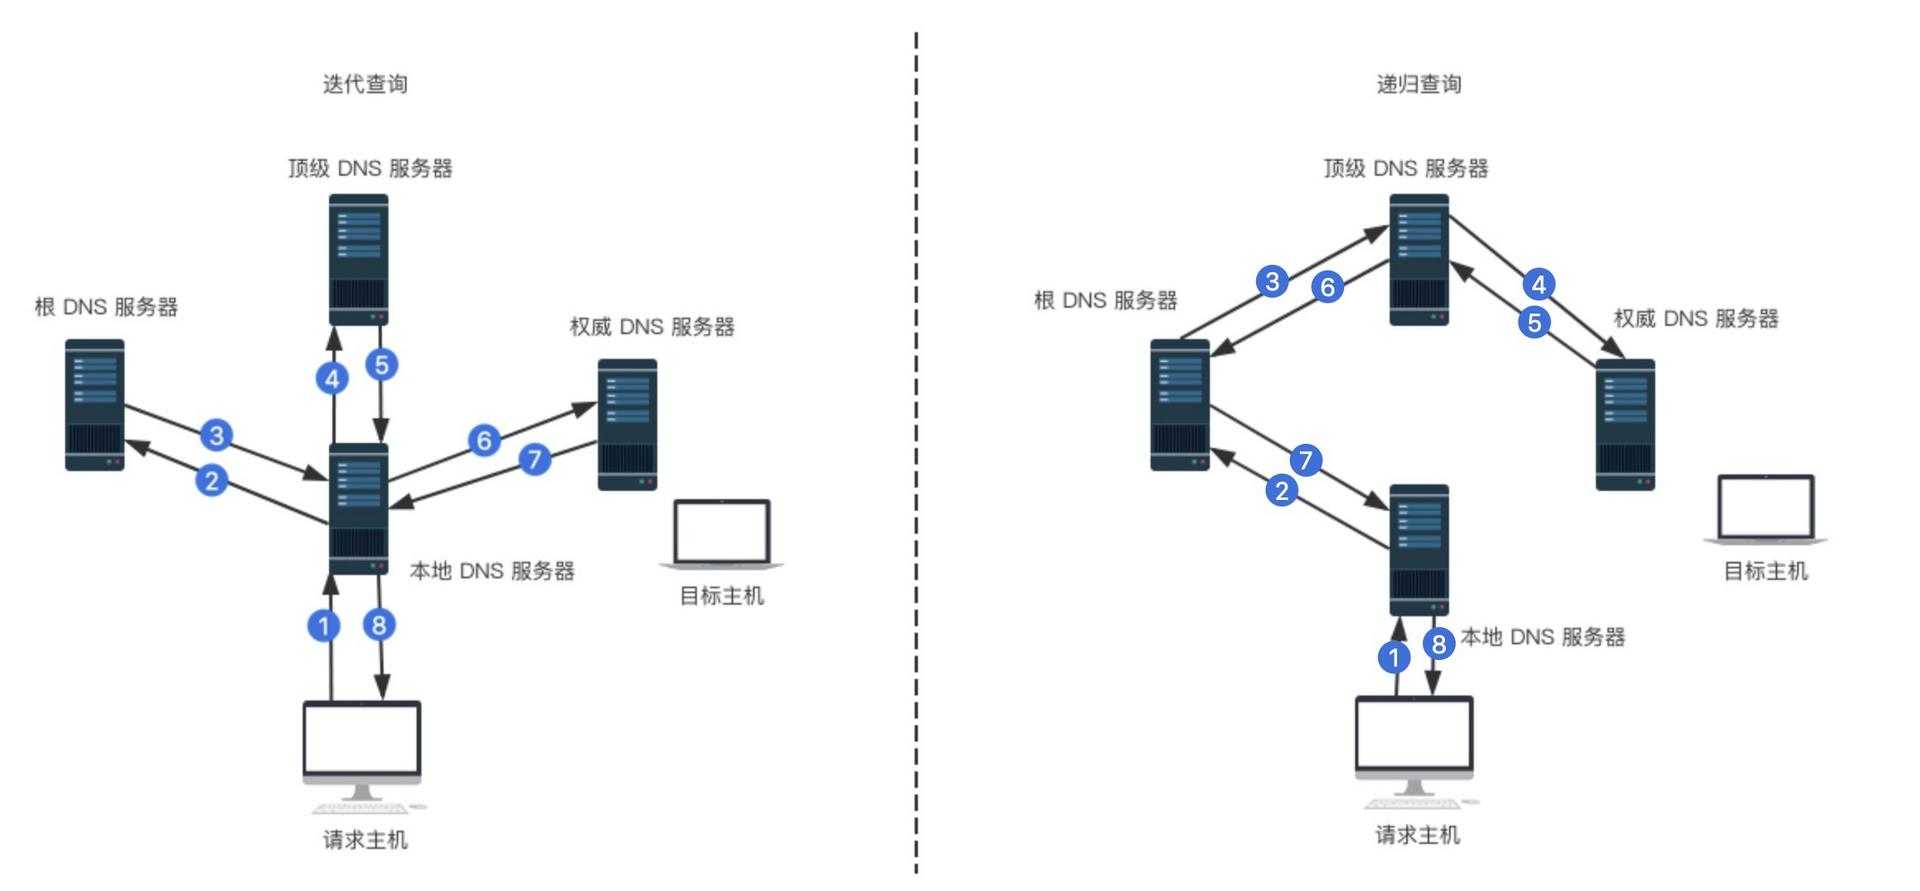 迭代查询
顶级 DNS 服务器
根 DNS 服务器
权威 DNS 服务器
4
5
3
6
2
7
本地 DNS 服务器
目标主机
1
8
请求主机
递归查询
顶级 DNS 服务器
根 DNS 服务器
3
6
4
5
权威 DNS 服务器
7
2
目标主机
本地 DNS 服务器
1
8
请求主机